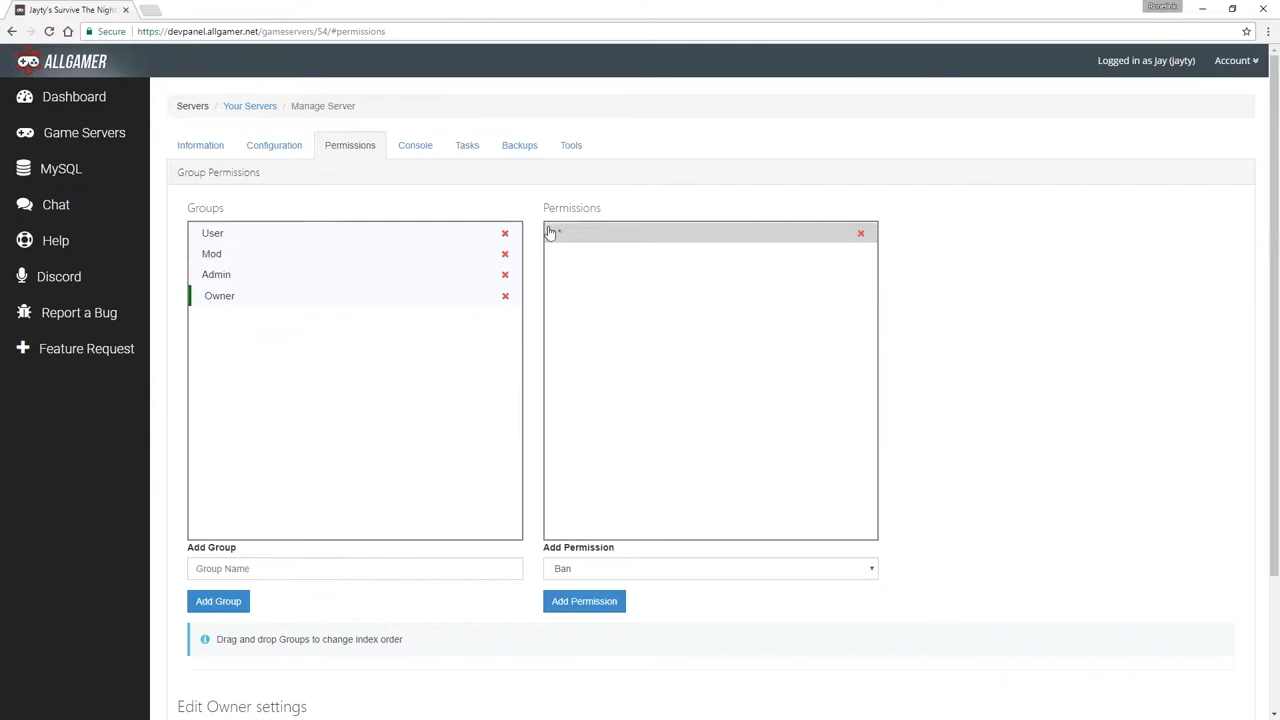 Jayty's Survive The Night
Runelink
Secure
https://devpanel.allgamer.net/gameservers/54/#permissions
ALLGAMER
Logged in as Jay (jayty)
Account
Dashboard
Game Servers
MySQL
Chat
Help
Discord
Report a Bug
Feature Request
Servers / Your Servers / Manage Server
Information Configuration Permissions Console Tasks Backups Tools
Group Permissions
Groups
User
Mod
Admin
Owner
Add Group
Group Name
Add Group
Permissions
*
Add Permission
Ban
Add Permission
Drag and drop Groups to change index order
Edit Owner settings